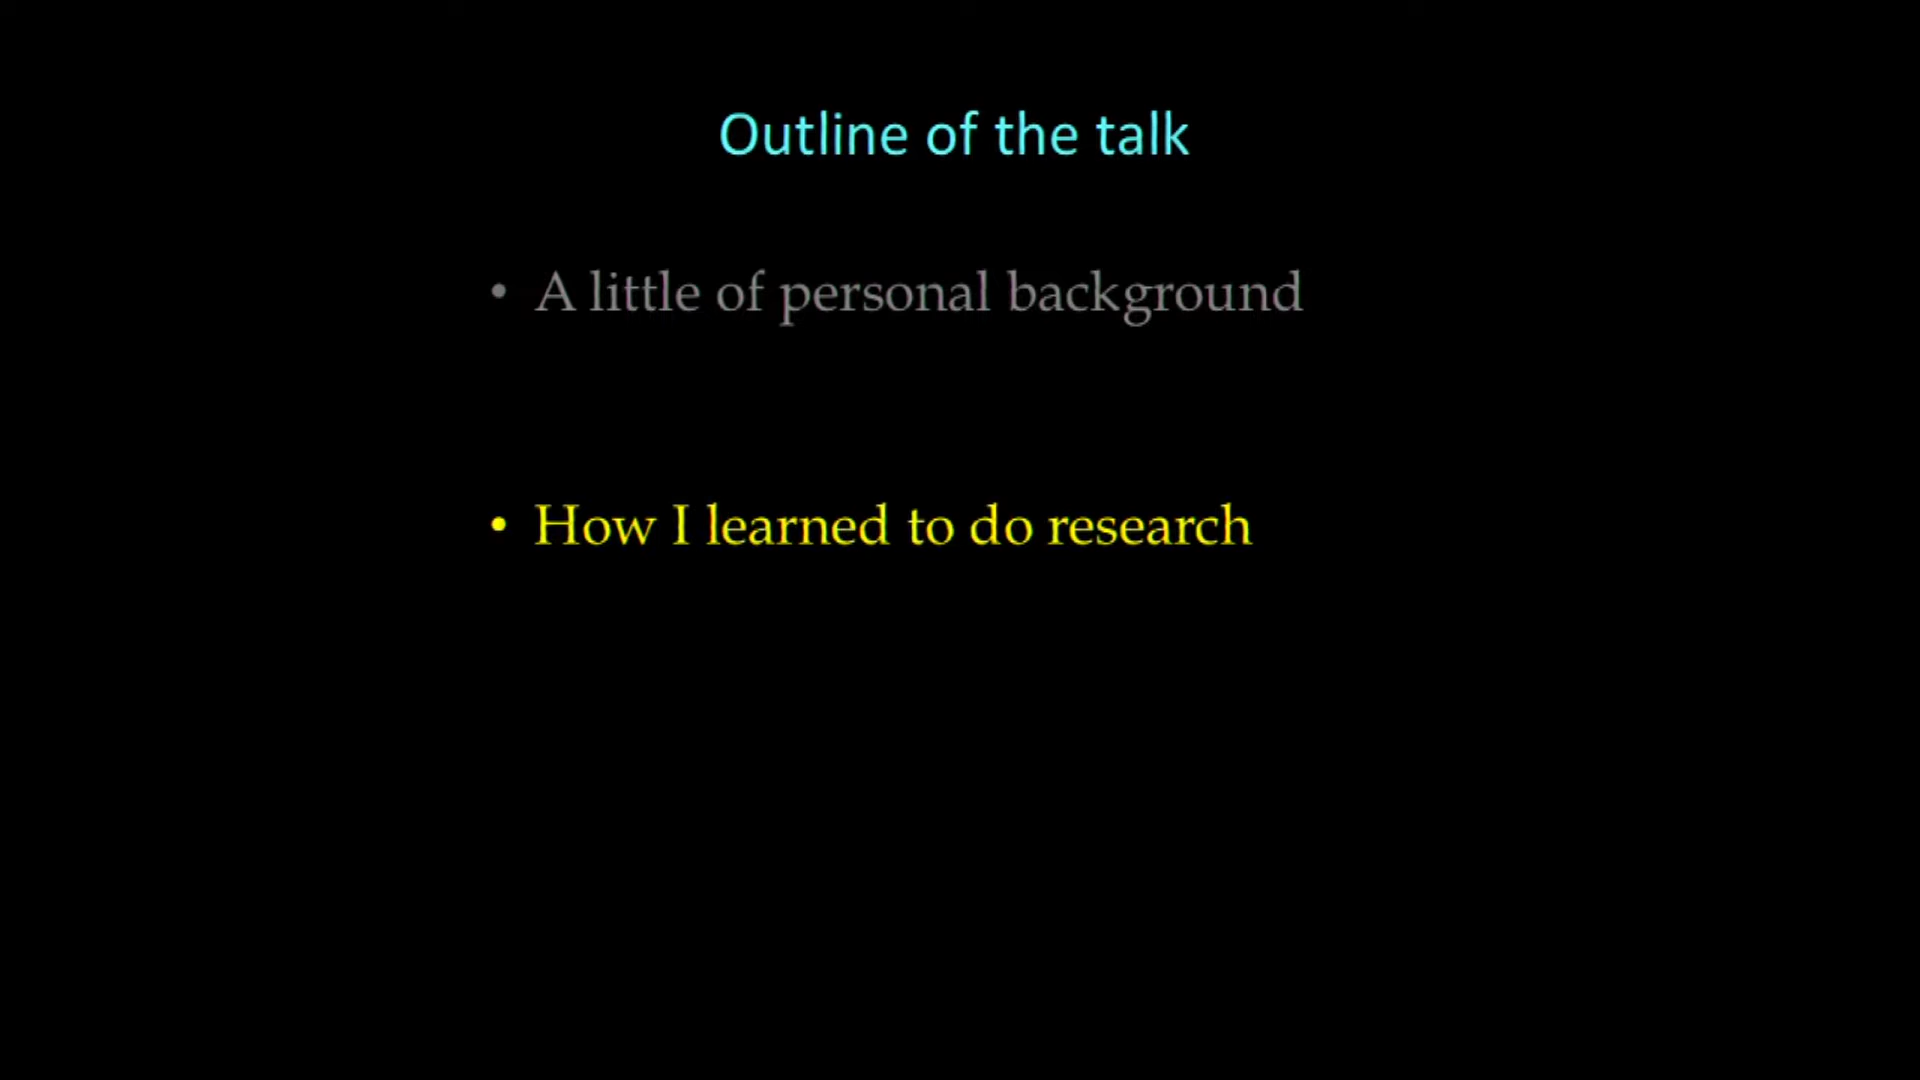 Outline of the talk
• A little of personal background
• How I learned to do research